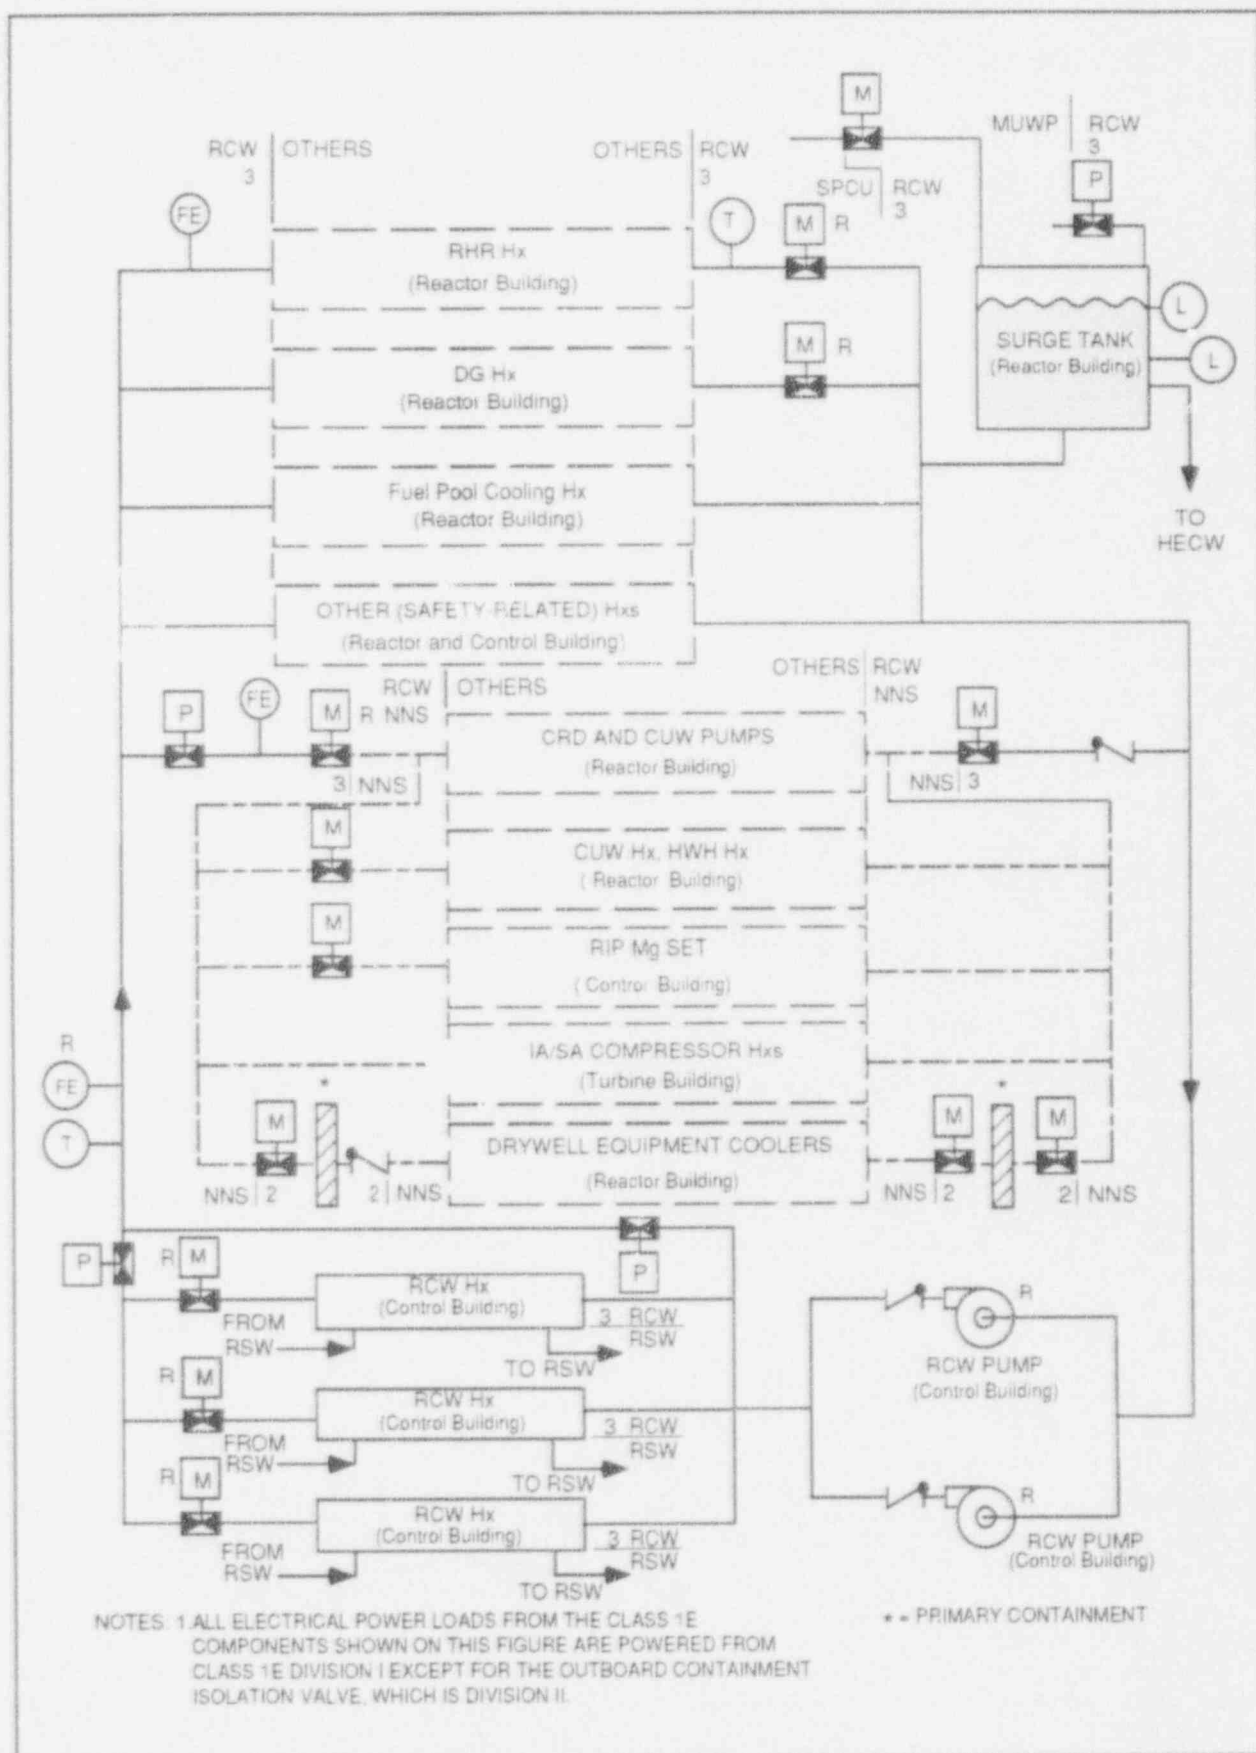 M
MUWP
RCW
3
RCW
3
OTHERS
OTHERS
RCW
3
SPCU
RCW
3
P
FE
T
M
R
RHR Hx
(Reactor Building)
L
SURGE TANK
(Reactor Building)
L
M
R
DG Hx
(Reactor Building)
Fuel Pool Cooling Hx
(Reactor Building)
TO
HECW
OTHER (SAFETY-RELATED) Hxs
(Reactor and Control Building)
OTHERS
RCW
NNS
RCW
OTHERS
P
FE
M
R NNS
M
CRD AND CUW PUMPS
(Reactor Building)
3
NNS
NNS
3
M
CUW Hx, HWH Hx
( Reactor Building)
M
RIP Mg SET
( Control Building)
R
FE
IA/SA COMPRESSOR Hxs
(Turbine Building)
*
*
T
M
M
M
DRYWELL EQUIPMENT COOLERS
(Reactor Building)
NNS
2
2
NNS
NNS
2
2
NNS
P
R
M
P
RCW Hx
(Control Building)
FROM
RSW
3 RCW
RSW
TO RSW
R
RCW PUMP
(Control Building)
R
M
RCW Hx
(Control Building)
FROM
RSW
3 RCW
RSW
TO RSW
R
M
RCW Hx
(Control Building)
FROM
RSW
3 RCW
RSW
TO RSW
R
RCW PUMP
(Control Building)
NOTES: 1.ALL ELECTRICAL POWER LOADS FROM THE CLASS 1E
COMPONENTS SHOWN ON THIS FIGURE ARE POWERED FROM
CLASS 1E DIVISION I EXCEPT FOR THE OUTBOARD CONTAINMENT
ISOLATION VALVE, WHICH IS DIVISION II.
* = PRIMARY CONTAINMENT